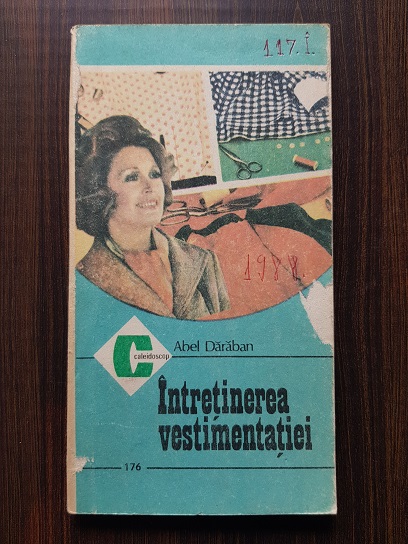 117.Î.
1988.
Abel Dărăban
C
caleidoscop
Întreținerea
vestimentației
176